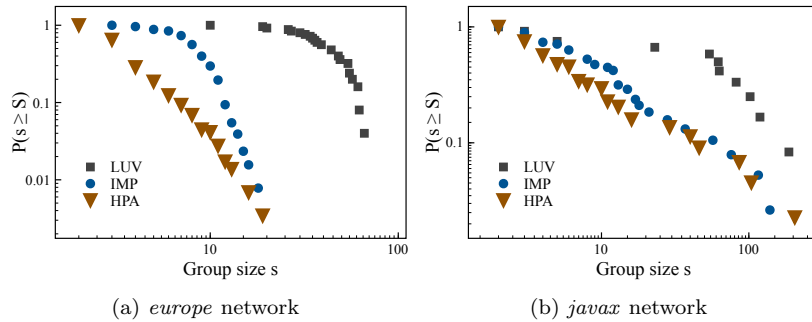 1
0.1
0.01
P(s ≥ S)
LUV
IMP
HPA
10
100
Group size s
(a) europe network
1
0.1
P(s ≥ S)
LUV
IMP
HPA
10
100
Group size s
(b) javax network